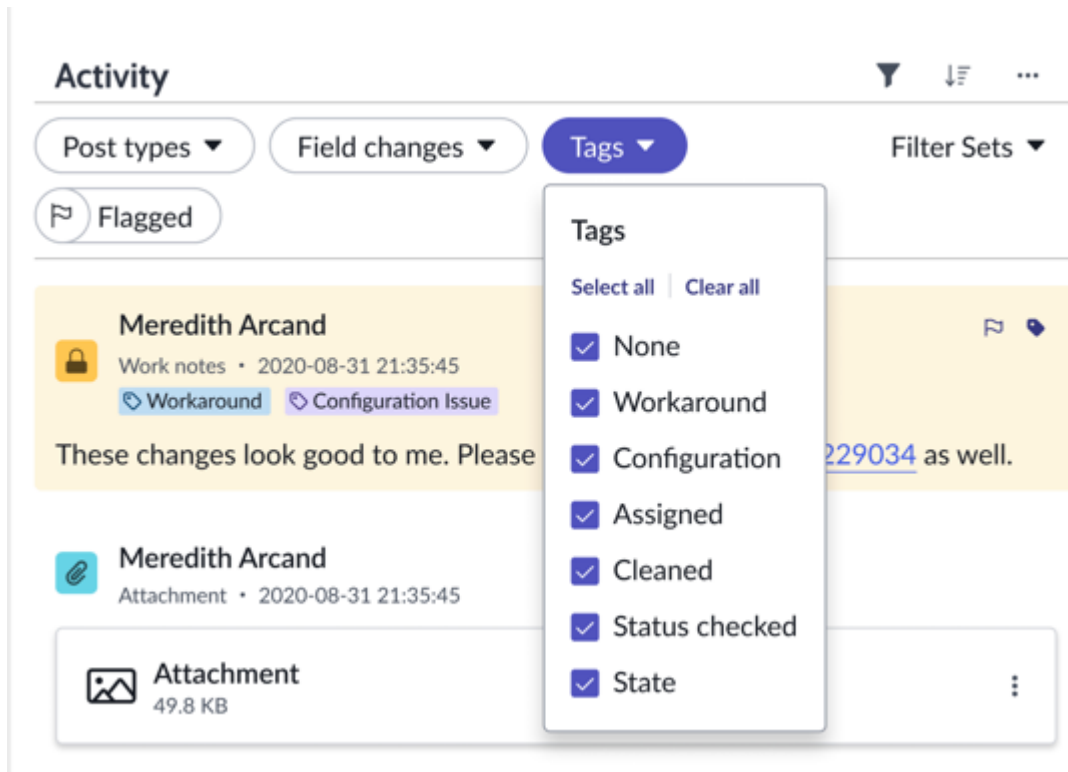 Activity
Post types
Field changes
Tags
Filter Sets
Flagged
Tags
Select all
Clear all
None
Workaround
Configuration
Assigned
Cleaned
Status checked
State
Meredith Arcand
Work notes • 2020-08-31 21:35:45
Workaround
Configuration Issue
These changes look good to me. Please
229034 as well.
Meredith Arcand
Attachment • 2020-08-31 21:35:45
Attachment
49.8 KB